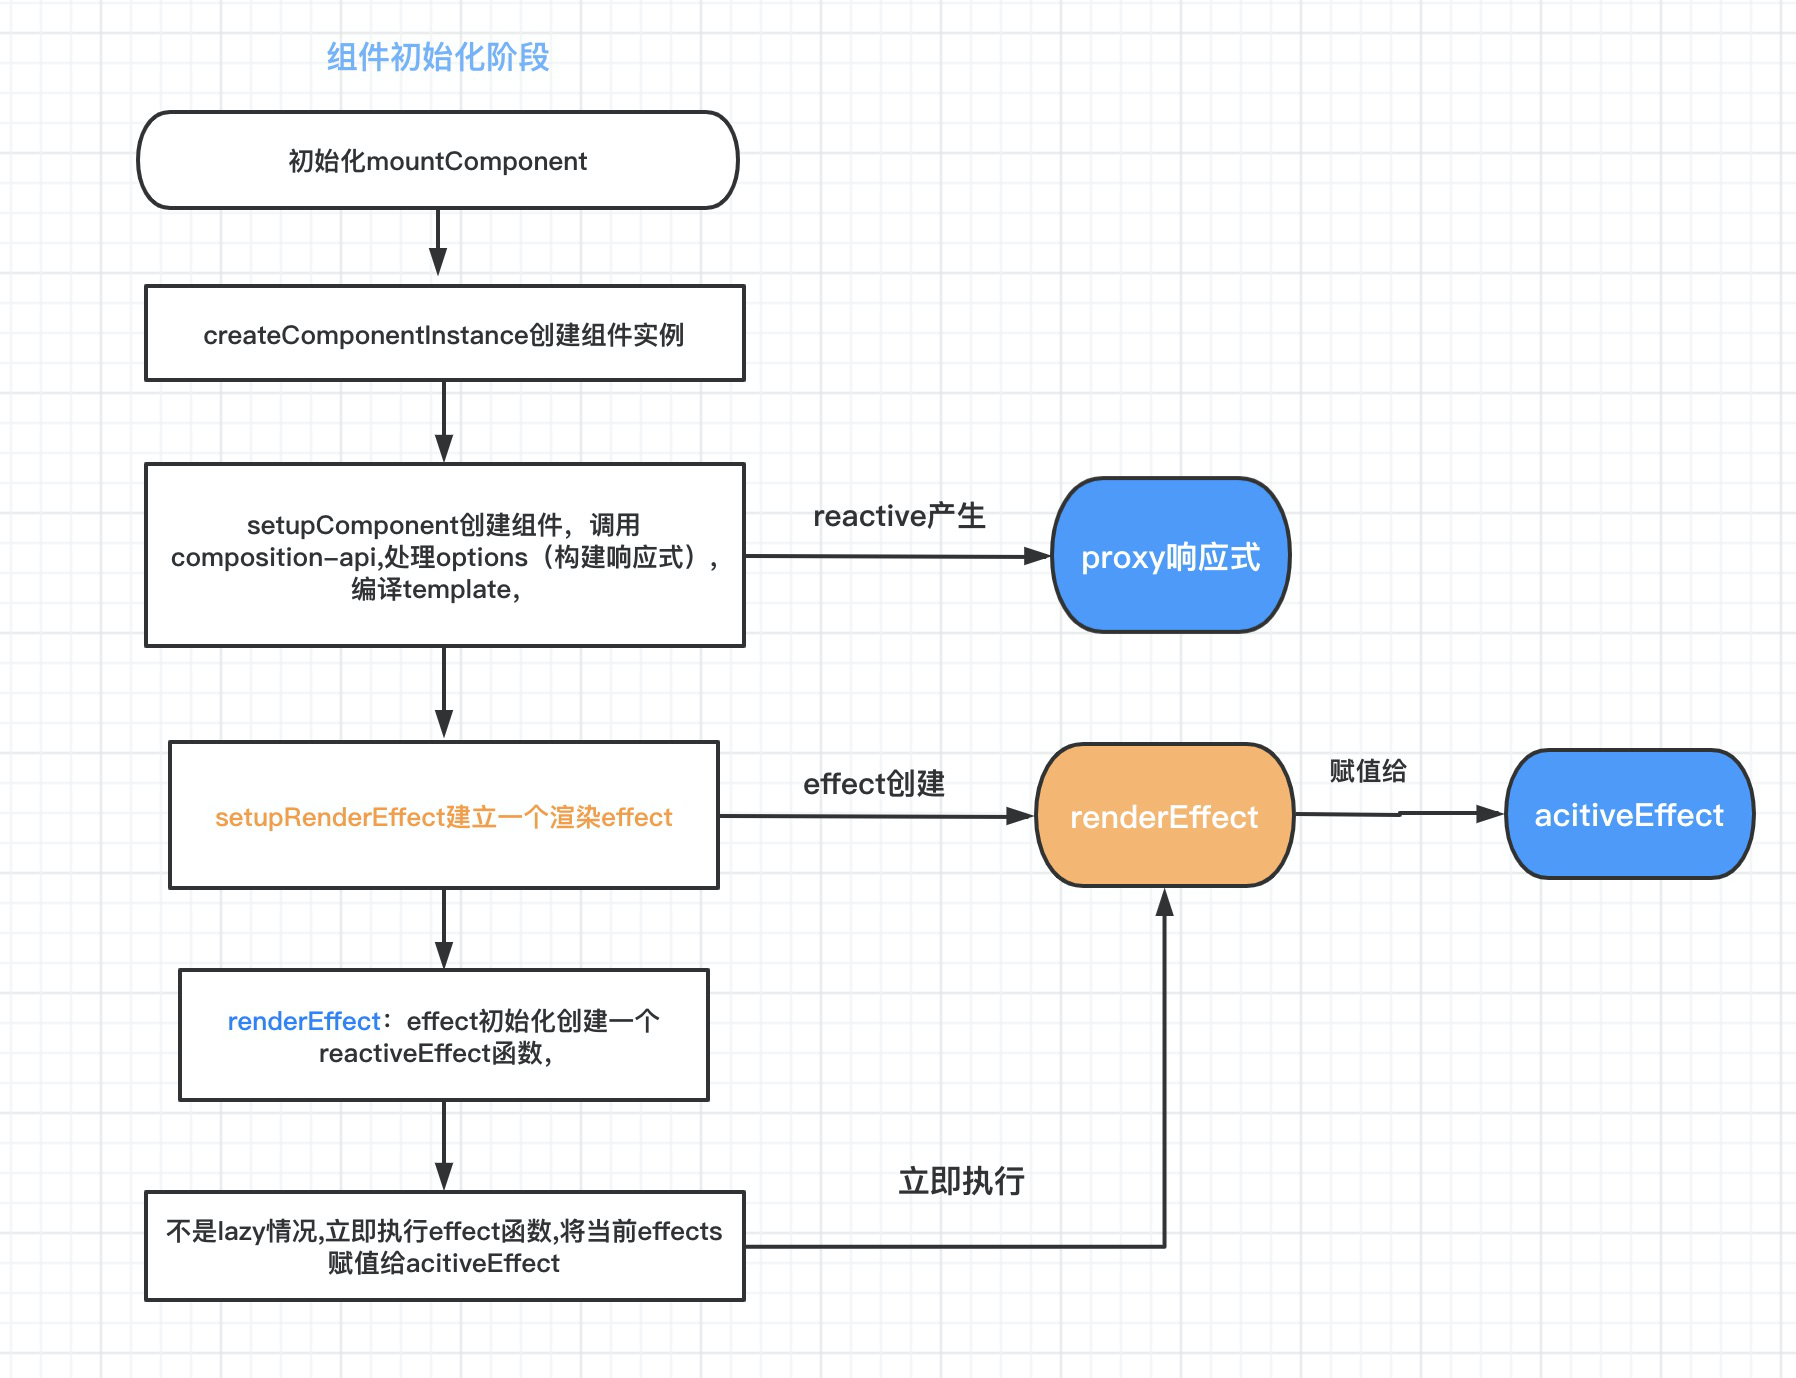 组件初始化阶段
初始化mountComponent
createComponentInstance创建组件实例
setupComponent创建组件，调用
composition-api,处理options（构建响应式）,
编译template,
reactive产生
proxy响应式
setupRenderEffect建立一个渲染effect
effect创建
renderEffect
赋值给
acitiveEffect
renderEffect：effect初始化创建一个
reactiveEffect函数,
不是lazy情况,立即执行effect函数,将当前effects
赋值给acitiveEffect
立即执行